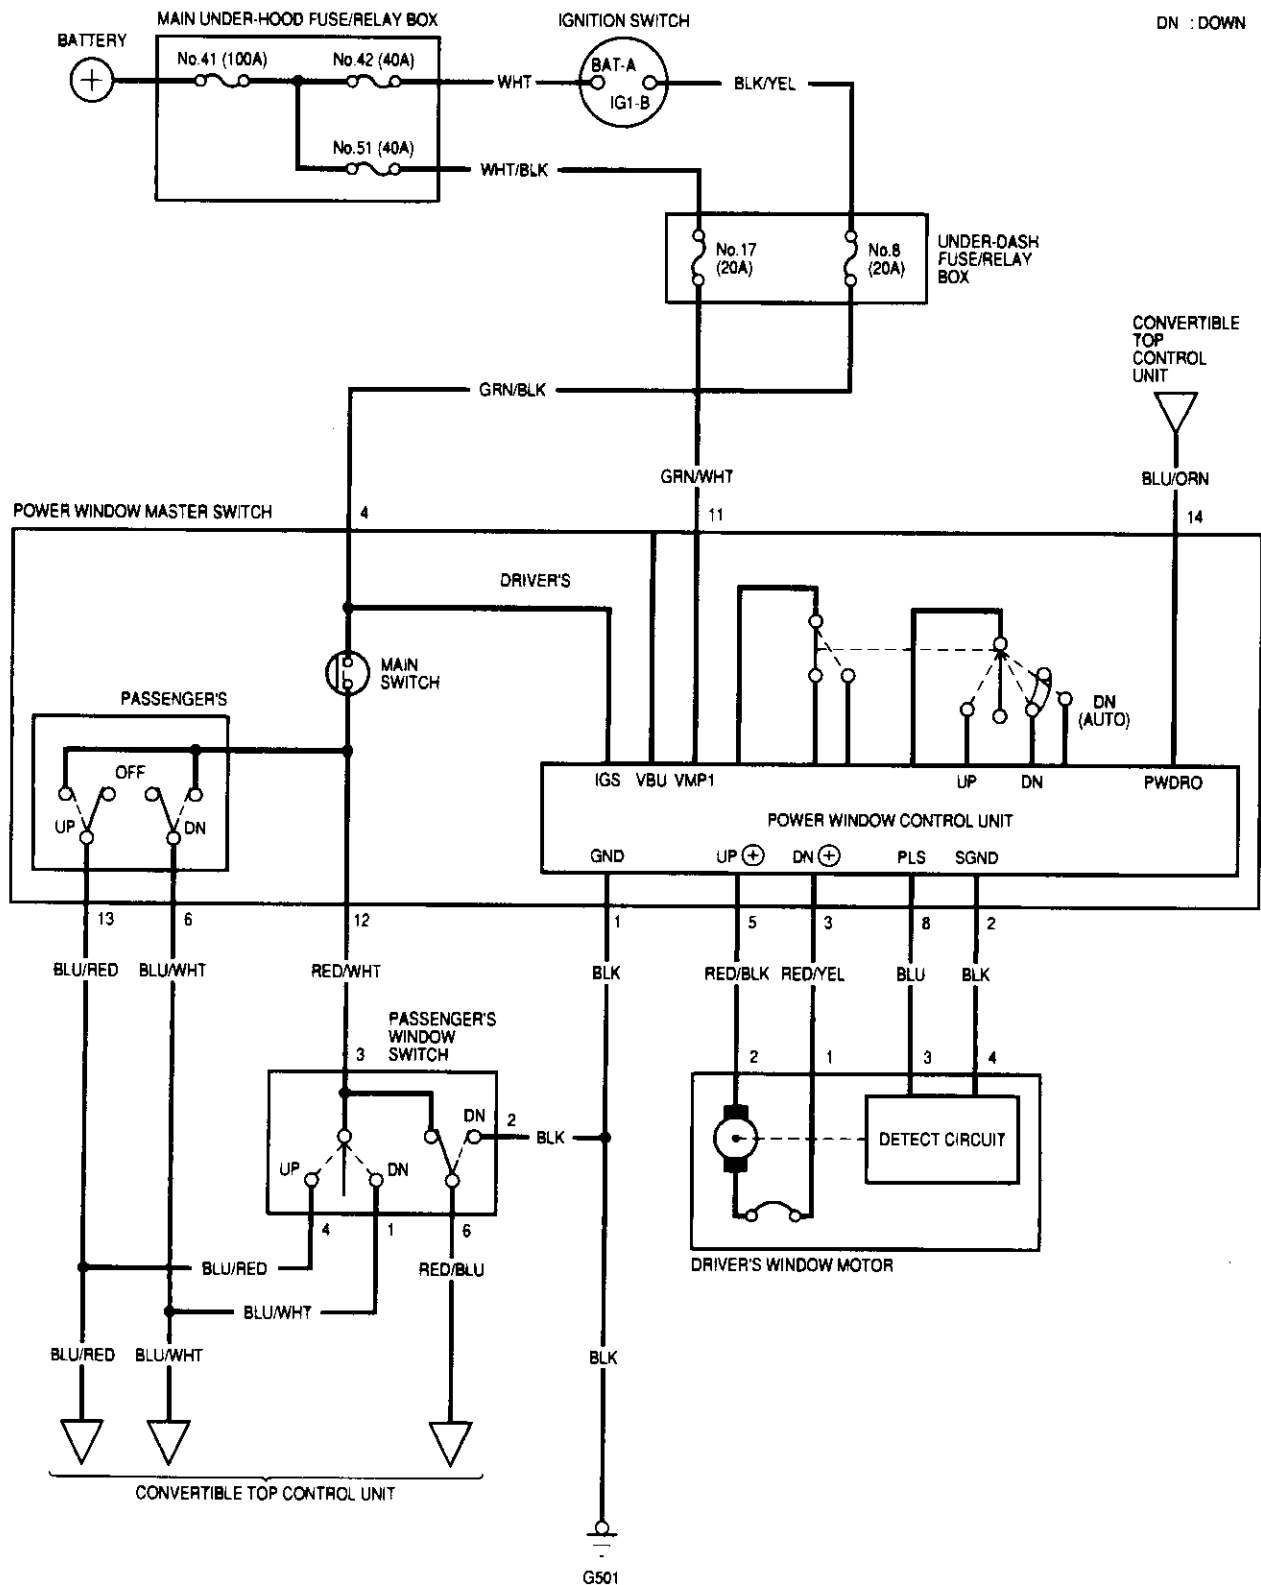 MAIN UNDER-HOOD FUSE/RELAY BOX
IGNITION SWITCH
DN : DOWN
BATTERY
No.41 (100A)
No.42 (40A)
BAT-A
WHT
BLK/YEL
IG1-B
No.51 (40A)
WHT/BLK
No.17
(20A)
No.8
(20A)
UNDER-DASH
FUSE/RELAY
BOX
CONVERTIBLE
TOP
CONTROL
UNIT
GRN/BLK
GRN/WHT
BLU/ORN
POWER WINDOW MASTER SWITCH
4
11
14
DRIVER'S
MAIN
SWITCH
PASSENGER'S
DN
(AUTO)
OFF
UP
DN
IGS
VBU
VMP1
UP
DN
PWDRO
POWER WINDOW CONTROL UNIT
GND
UP +
DN +
PLS
SGND
13
6
12
1
5
3
8
2
BLU/RED
BLU/WHT
RED/WHT
BLK
RED/BLK
RED/YEL
BLU
BLK
PASSENGER'S
WINDOW
SWITCH
3
2
1
3
4
DN
2
BLK
DETECT CIRCUIT
UP
DN
4
1
6
BLU/RED
RED/BLU
DRIVER'S WINDOW MOTOR
BLU/WHT
BLU/RED
BLU/WHT
BLK
CONVERTIBLE TOP CONTROL UNIT
G501